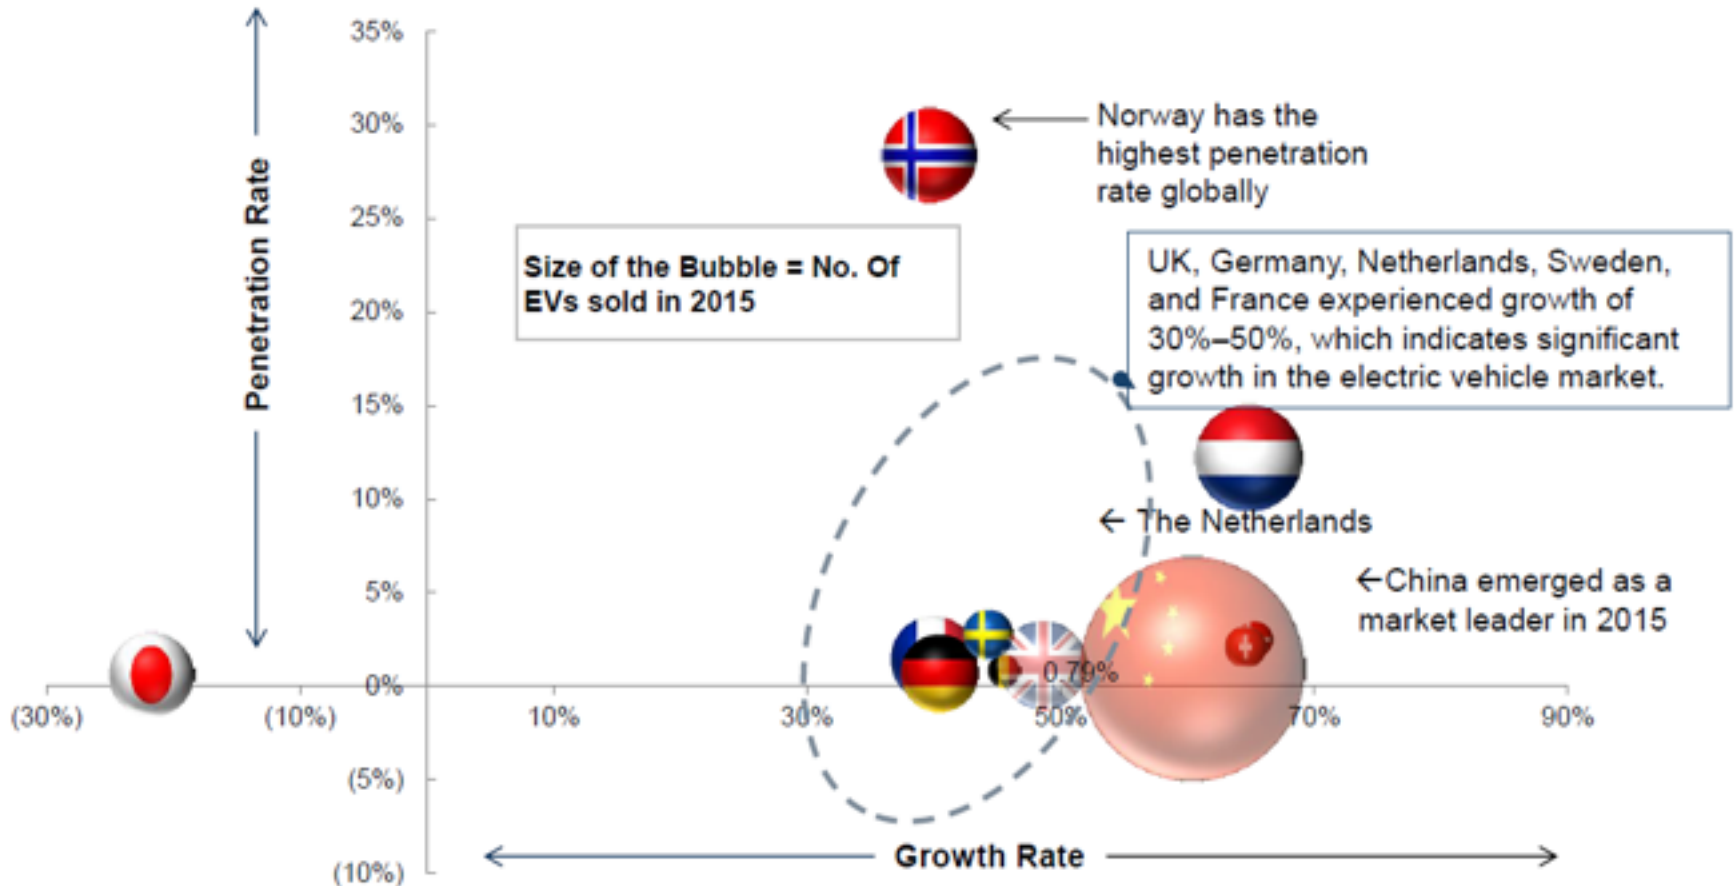 35%
30%
25%
20%
15%
10%
5%
0%
(5%)
(10%)
Penetration Rate
Norway has the
highest penetration
rate globally
Size of the Bubble = No. Of
EVs sold in 2015
UK, Germany, Netherlands, Sweden,
and France experienced growth of
30%–50%, which indicates significant
growth in the electric vehicle market.
← The Netherlands
←China emerged as a
market leader in 2015
0.79%
(30%) (10%) 10% 30% 50% 70% 90%
Growth Rate